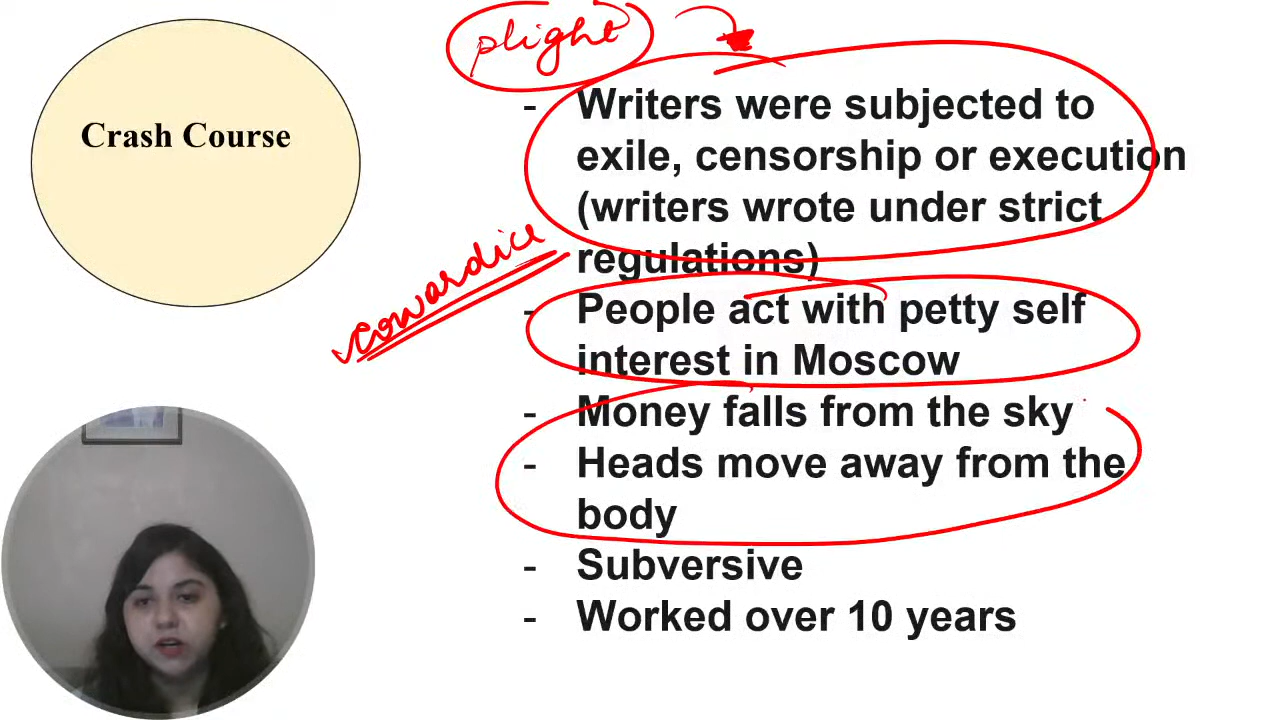 plight
Crash Course
- Writers were subjected to
exile, censorship or execution
(writers wrote under strict
regulations)
cowardice
- People act with petty self
interest in Moscow
- Money falls from the sky
- Heads move away from the
body
- Subversive
- Worked over 10 years